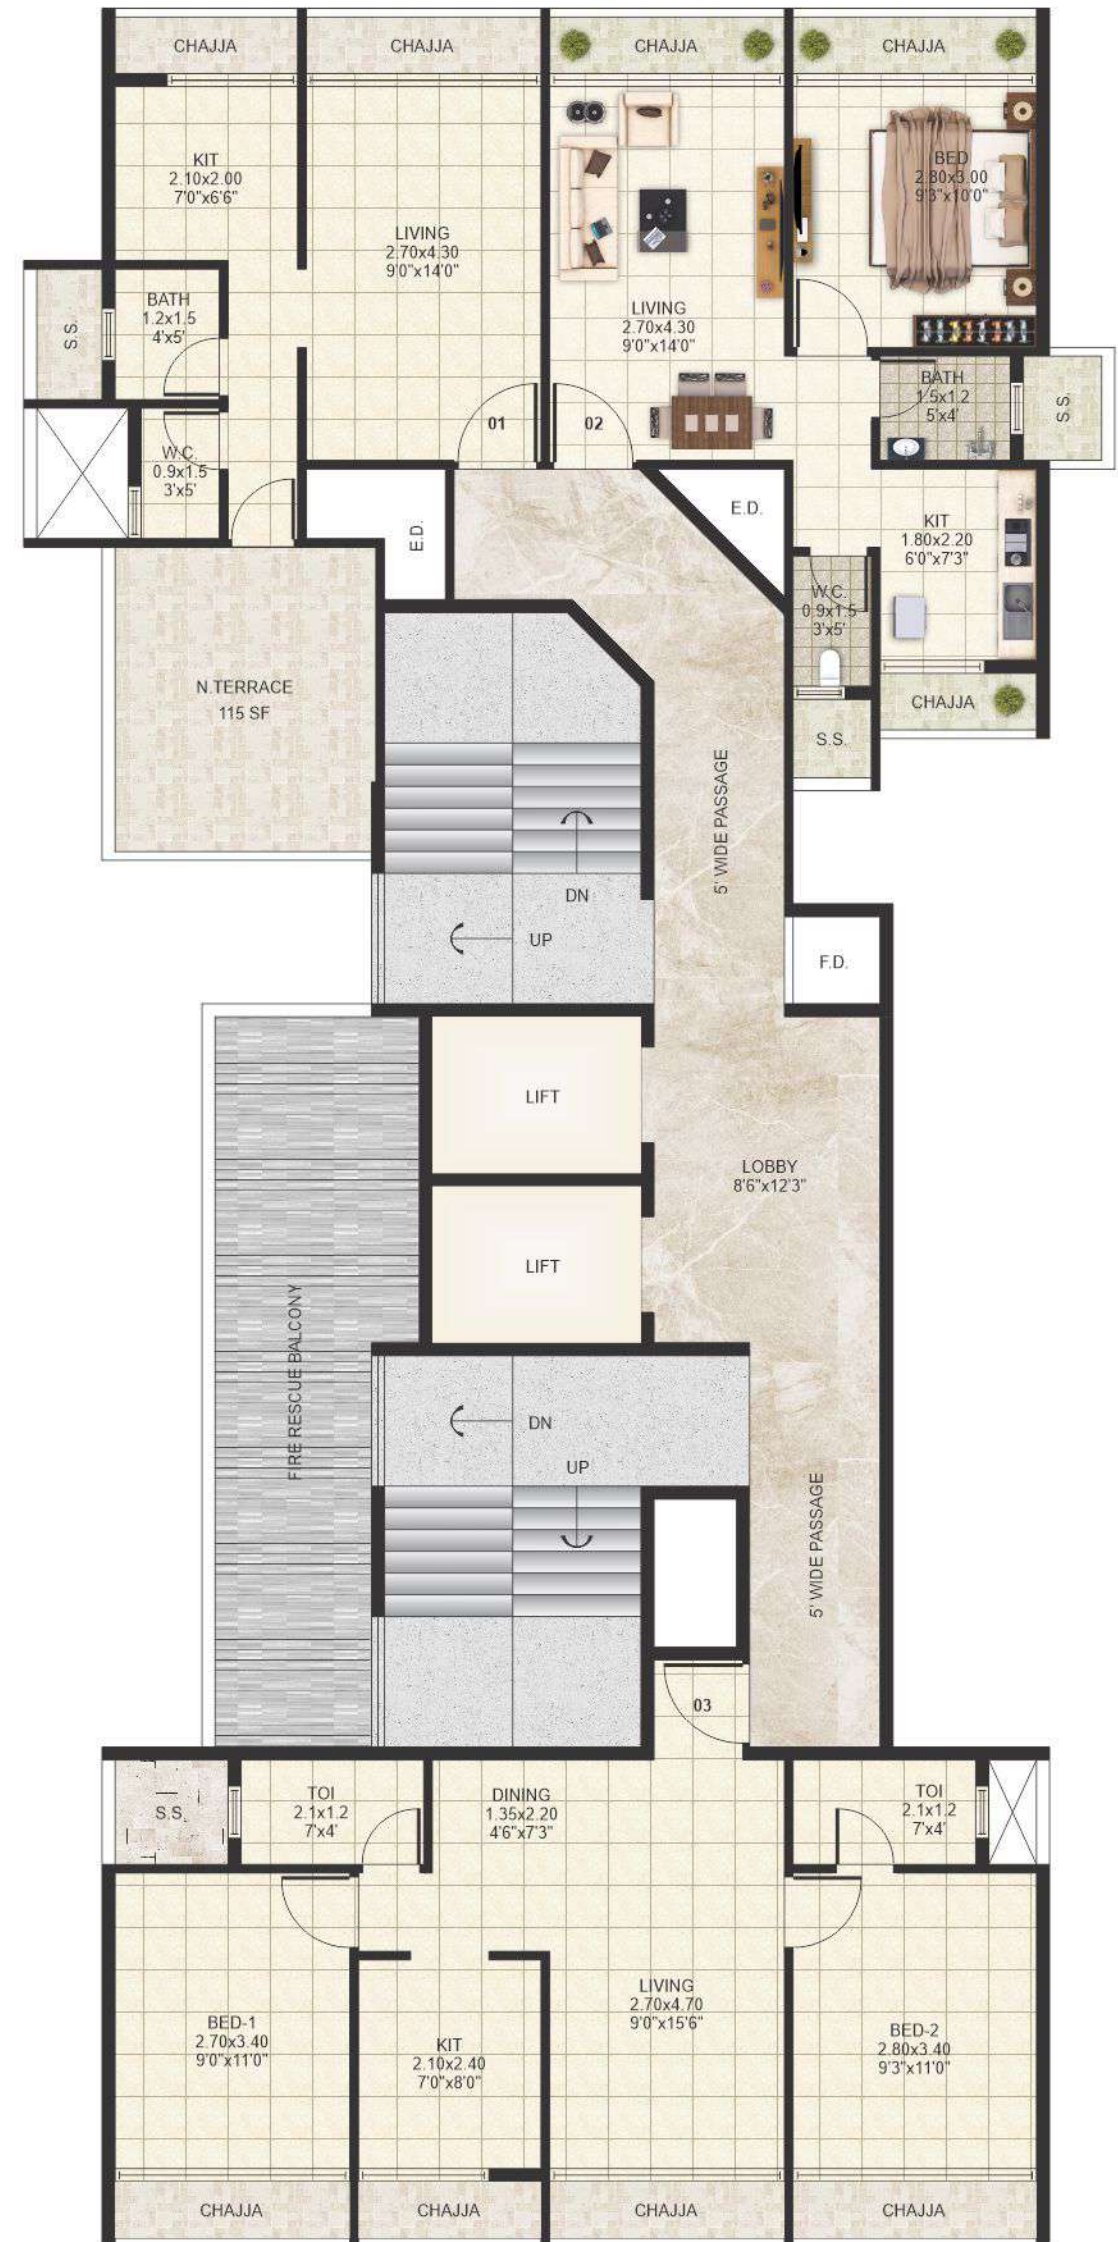 CHAJJA
CHAJJA
CHAJJA
CHAJJA
KIT
2.10x2.00
7'0"x6'6"
LIVING
2.70x4.30
9'0"x14'0"
BED
2.80x3.00
9'3"x10'0"
S.S.
BATH
1.2x1.5
4'x5'
LIVING
2.70x4.30
9'0"x14'0"
BATH
1.5x1.2
5'x4'
S.S.
01
02
W.C.
0.9x1.5
3'x5'
E.D.
E.D.
KIT
1.80x2.20
6'0"x7'3"
W.C.
0.9x1.5
3'x5'
N.TERRACE
115 SF
CHAJJA
S.S.
5' WIDE PASSAGE
DN
UP
F.D.
LIFT
LOBBY
8'6"x12'3"
LIFT
FIRE RESCUE BALCONY
DN
UP
5' WIDE PASSAGE
03
S.S.
TOI
2.1x1.2
7'x4'
DINING
1.35x2.20
4'6"x7'3"
TOI
2.1x1.2
7'x4'
BED-1
2.70x3.40
9'0"x11'0"
KIT
2.10x2.40
7'0"x8'0"
LIVING
2.70x4.70
9'0"x15'6"
BED-2
2.80x3.40
9'3"x11'0"
CHAJJA
CHAJJA
CHAJJA
CHAJJA